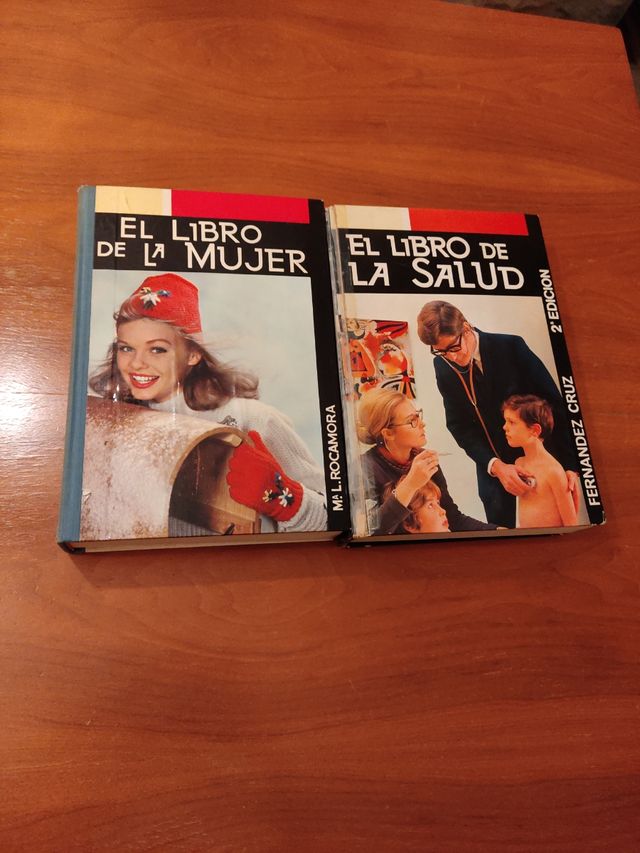 EL LIBRO
DE LA MUJER
Mª L. ROCAMORA
EL LIBRO DE
LA SALUD
FERNANDEZ CRUZ
2ª EDICION